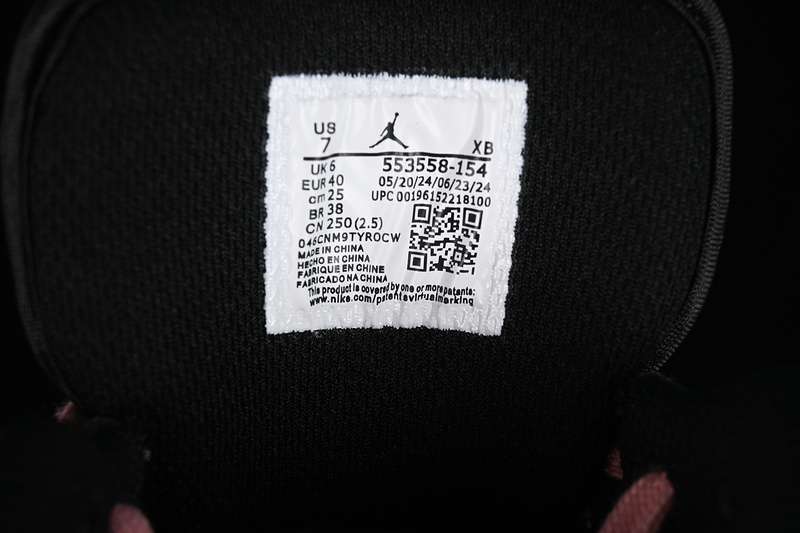 US 7 XB
UK 6 553558-154
EUR 40 05/20/24/06/23/24
cm 25 UPC 00196152218100
BR 38
CN 250 (2.5)
046CNM9TYROCW
MADE IN CHINA
HECHO EN CHINA
FABRIQUE EN CHINE
FABRICADO NA CHINA
This product is covered by one or more patents:
www.nike.com/patentsvirtualmarking